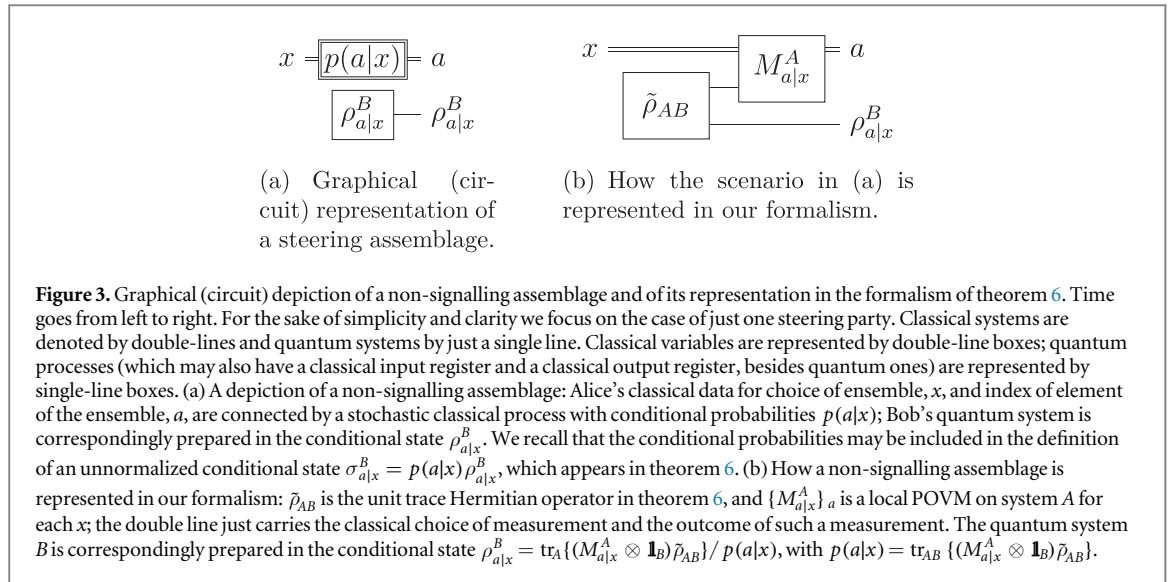 x = p(a|x) = a
ρ^B_{a|x} — ρ^B_{a|x}
x
M^A_{a|x}
a
ρ̃_{AB}
ρ^B_{a|x}
(a) Graphical (cir-
cuit) representation of
a steering assemblage.
(b) How the scenario in (a) is
represented in our formalism.
Figure 3. Graphical (circuit) depiction of a non-signalling assemblage and of its representation in the formalism of theorem 6. Time
goes from left to right. For the sake of simplicity and clarity we focus on the case of just one steering party. Classical systems are
denoted by double-lines and quantum systems by just a single line. Classical variables are represented by double-line boxes; quantum
processes (which may also have a classical input register and a classical output register, besides quantum ones) are represented by
single-line boxes. (a) A depiction of a non-signalling assemblage: Alice's classical data for choice of ensemble, x, and index of element
of the ensemble, a, are connected by a stochastic classical process with conditional probabilities p(a|x); Bob's quantum system is
correspondingly prepared in the conditional state ρ^B_{a|x}. We recall that the conditional probabilities may be included in the definition
of an unnormalized conditional state σ^B_{a|x} = p(a|x)ρ^B_{a|x}, which appears in theorem 6. (b) How a non-signalling assemblage is
represented in our formalism: ρ̃_{AB} is the unit trace Hermitian operator in theorem 6, and {M^A_{a|x}}_a is a local POVM on system A for
each x; the double line just carries the classical choice of measurement and the outcome of such a measurement. The quantum system
B is correspondingly prepared in the conditional state ρ^B_{a|x} = tr_A{(M^A_{a|x} ⊗ 𝟙_B)ρ̃_{AB}}/p(a|x), with p(a|x) = tr_{AB} {(M^A_{a|x} ⊗ 𝟙_B)ρ̃_{AB}}.